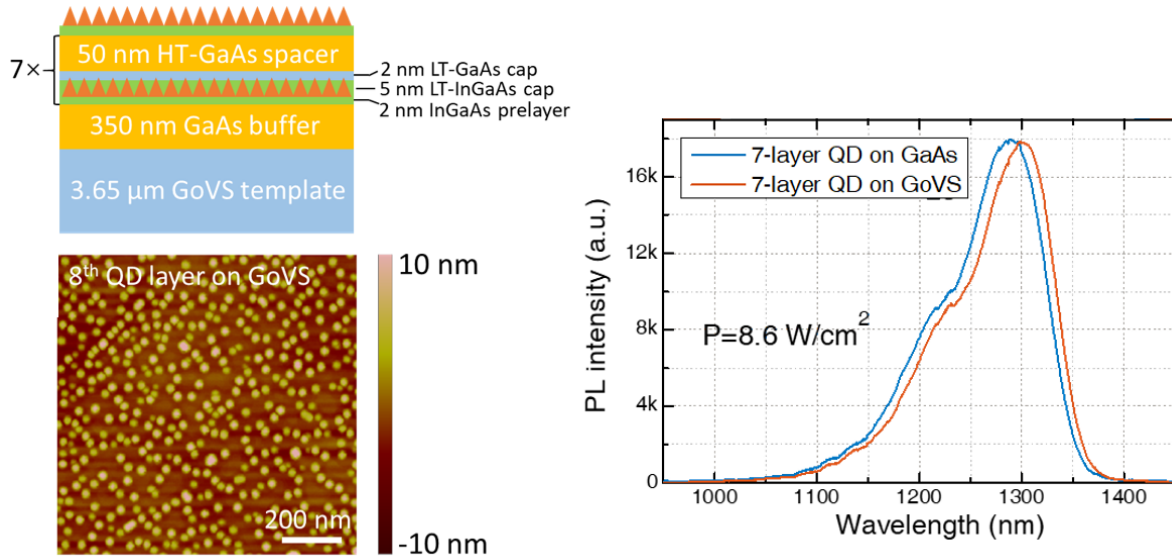 50 nm HT-GaAs spacer
7×
2 nm LT-GaAs cap
5 nm LT-InGaAs cap
2 nm InGaAs prelayer
350 nm GaAs buffer
3.65 µm GoVS template
8th QD layer on GoVS
10 nm
-10 nm
200 nm
7-layer QD on GaAs
7-layer QD on GoVS
P=8.6 W/cm²
PL intensity (a.u.)
16k
12k
8k
4k
0
1000 1100 1200 1300 1400
Wavelength (nm)